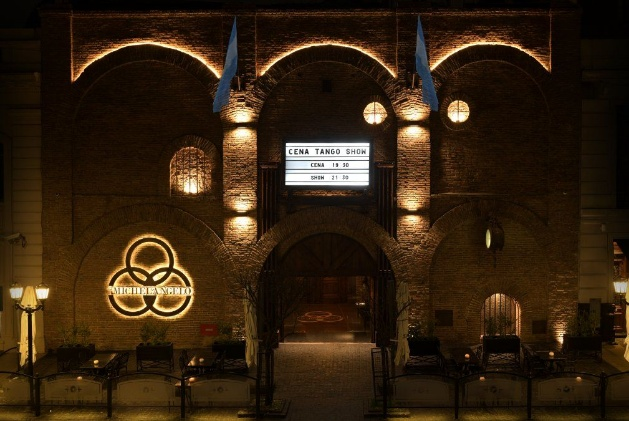 CENA TANGO SHOW
CENA 19 30
SHOW 21 30
MICHELANGELO